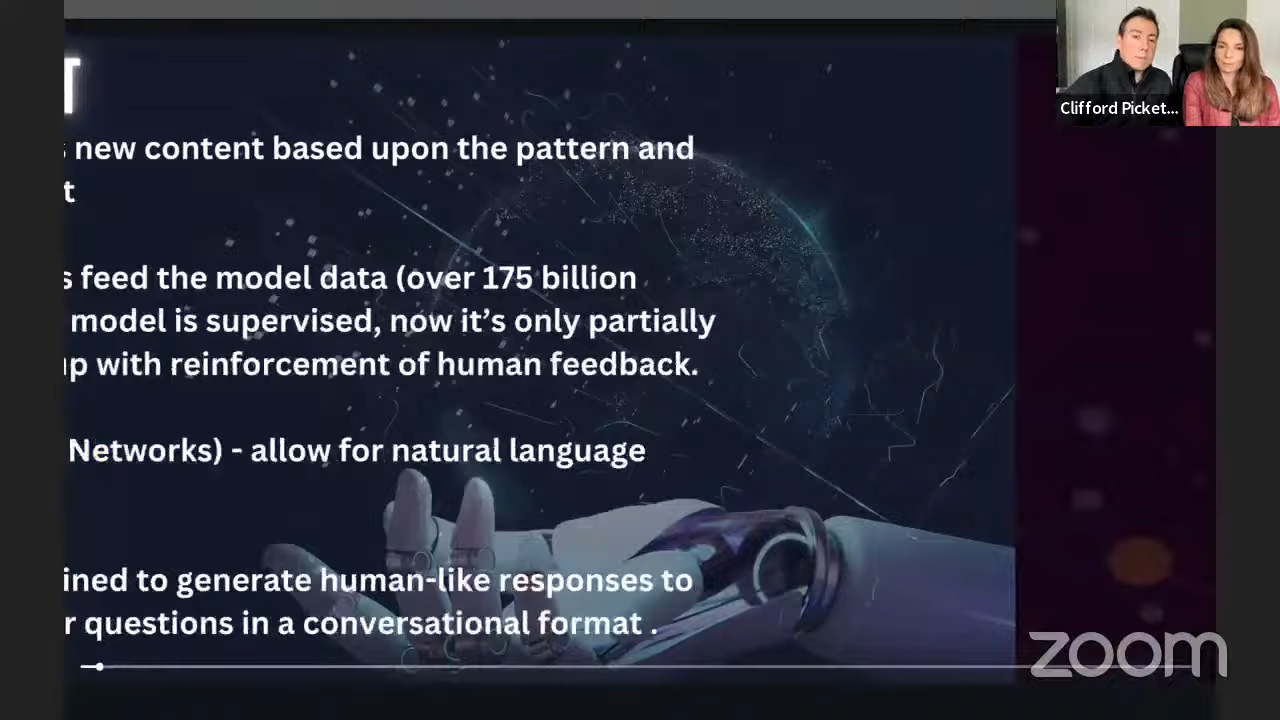 T
Clifford Picket...
new content based upon the pattern and
t
s feed the model data (over 175 billion
model is supervised, now it's only partially
up with reinforcement of human feedback.
Networks) - allow for natural language
ined to generate human-like responses to
r questions in a conversational format .
zoom